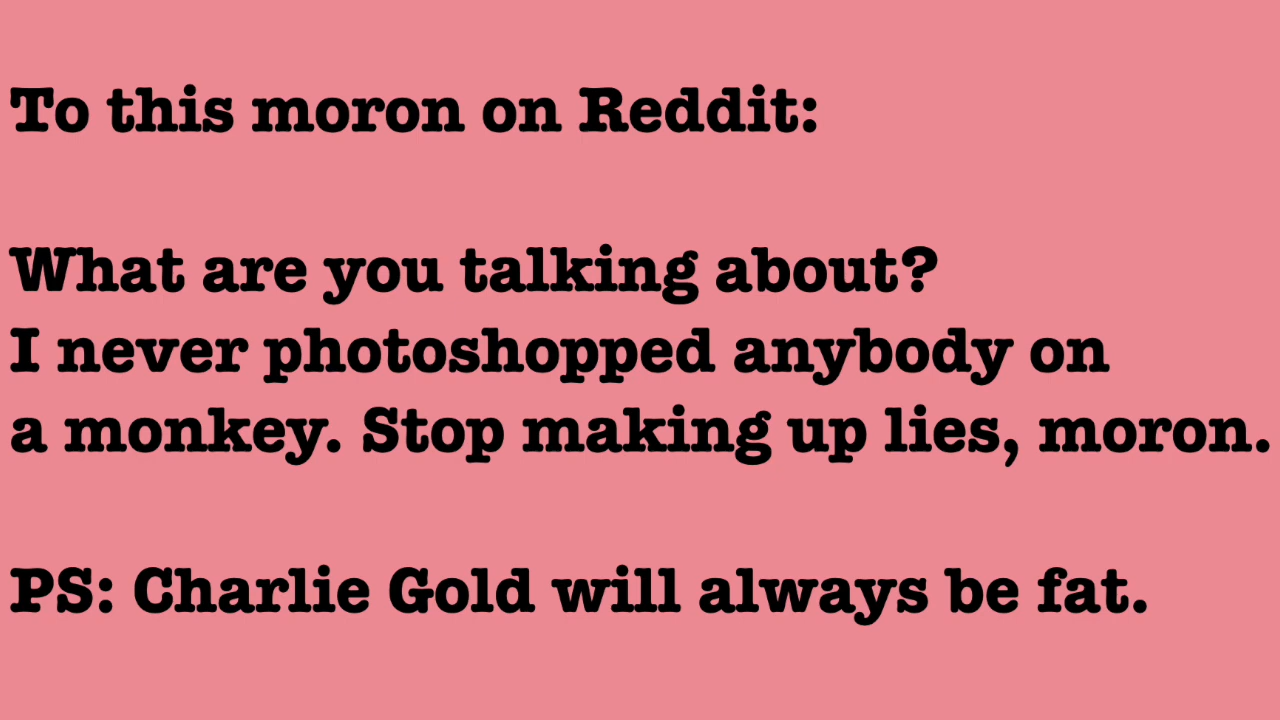 To this moron on Reddit:
What are you talking about?
I never photoshopped anybody on
a monkey. Stop making up lies, moron.
PS: Charlie Gold will always be fat.